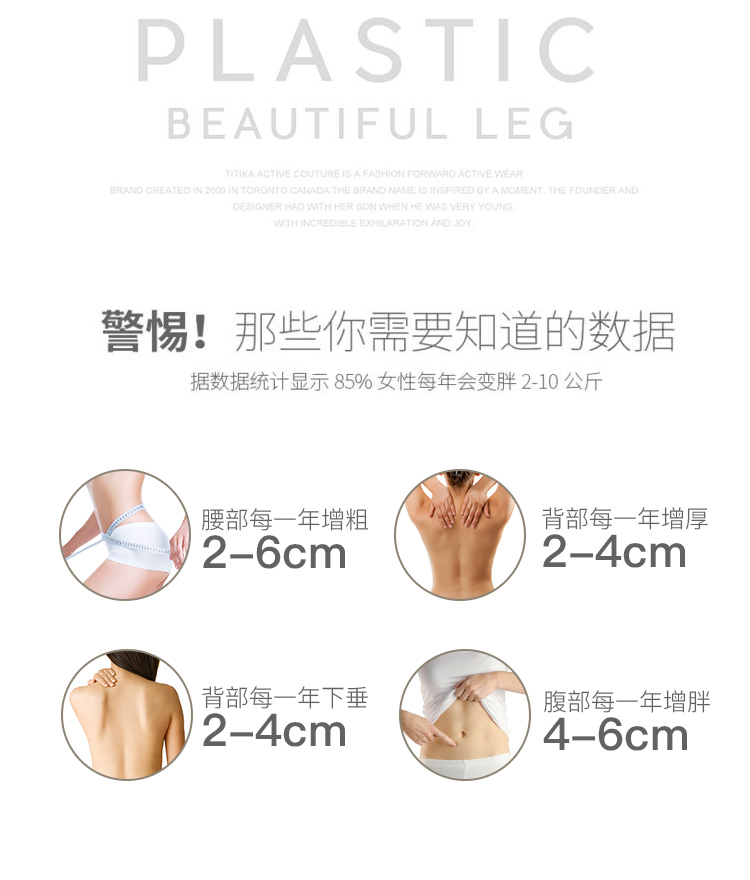 PLASTIC
BEAUTIFUL LEG
TITIKA ACTIVE COUTURE IS A FASHION FORWARD ACTIVE WEAR
BRAND CREATED IN 2009 IN TORONTO.CANADA.THE BRAND NAME IS INSPIRED BY A MOMENT. THE FOUNDER AND
DESIGNER HAD WITH HER SON WHEN HE WAS VERY YOUNG.
WITH INCREDIBLE EXHILARATION AND JOY.
警惕！那些你需要知道的数据
据数据统计显示 85% 女性每年会变胖 2-10 公斤
腰部每一年增粗
2-6cm
背部每一年增厚
2-4cm
背部每一年下垂
2-4cm
腹部每一年增胖
4-6cm